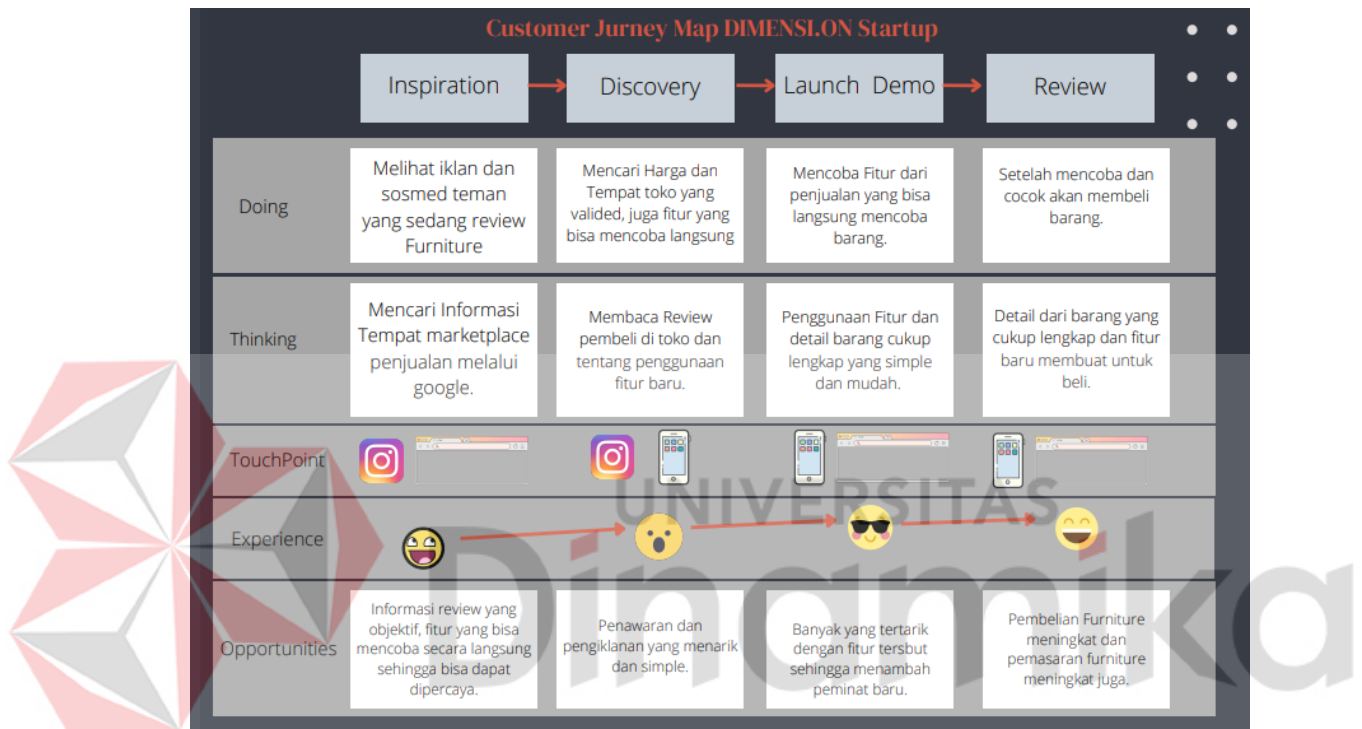 Customer Jurney Map DIMENSI.ON Startup
Inspiration
Discovery
Launch Demo
Review
Doing
Melihat iklan dan
sosmed teman
yang sedang review
Furniture
Mencari Harga dan
Tempat toko yang
valided, juga fitur yang
bisa mencoba langsung
Mencoba Fitur dari
penjualan yang bisa
langsung mencoba
barang.
Setelah mencoba dan
cocok akan membeli
barang.
Thinking
Mencari Informasi
Tempat marketplace
penjualan melalui
google.
Membaca Review
pembeli di toko dan
tentang penggunaan
fitur baru.
Penggunaan Fitur dan
detail barang cukup
lengkap yang simple
dan mudah.
Detail dari barang yang
cukup lengkap dan fitur
baru membuat untuk
beli.
TouchPoint
Experience
Opportunities
Informasi review yang
objektif, fitur yang bisa
mencoba secara langsung
sehingga bisa dapat
dipercaya.
Penawaran dan
pengiklanan yang menarik
dan simple.
Banyak yang tertarik
dengan fitur tersbut
sehingga menambah
peminat baru.
Pembelian Furniture
meningkat dan
pemasaran furniture
meningkat juga.
UNIVERSITAS
Dinamika